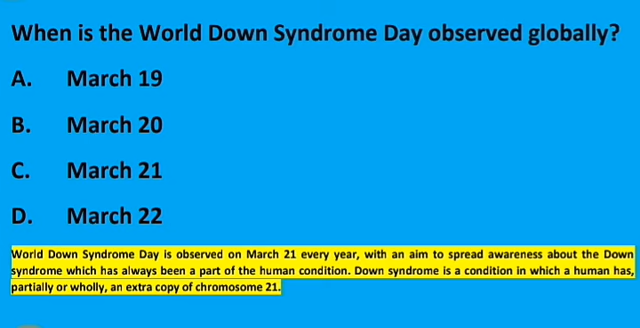 When is the World Down Syndrome Day observed globally?
A. March 19
B. March 20
C. March 21
D. March 22
World Down Syndrome Day is observed on March 21 every year, with an aim to spread awareness about the Down
syndrome which has always been a part of the human condition. Down syndrome is a condition in which a human has,
partially or wholly, an extra copy of chromosome 21.